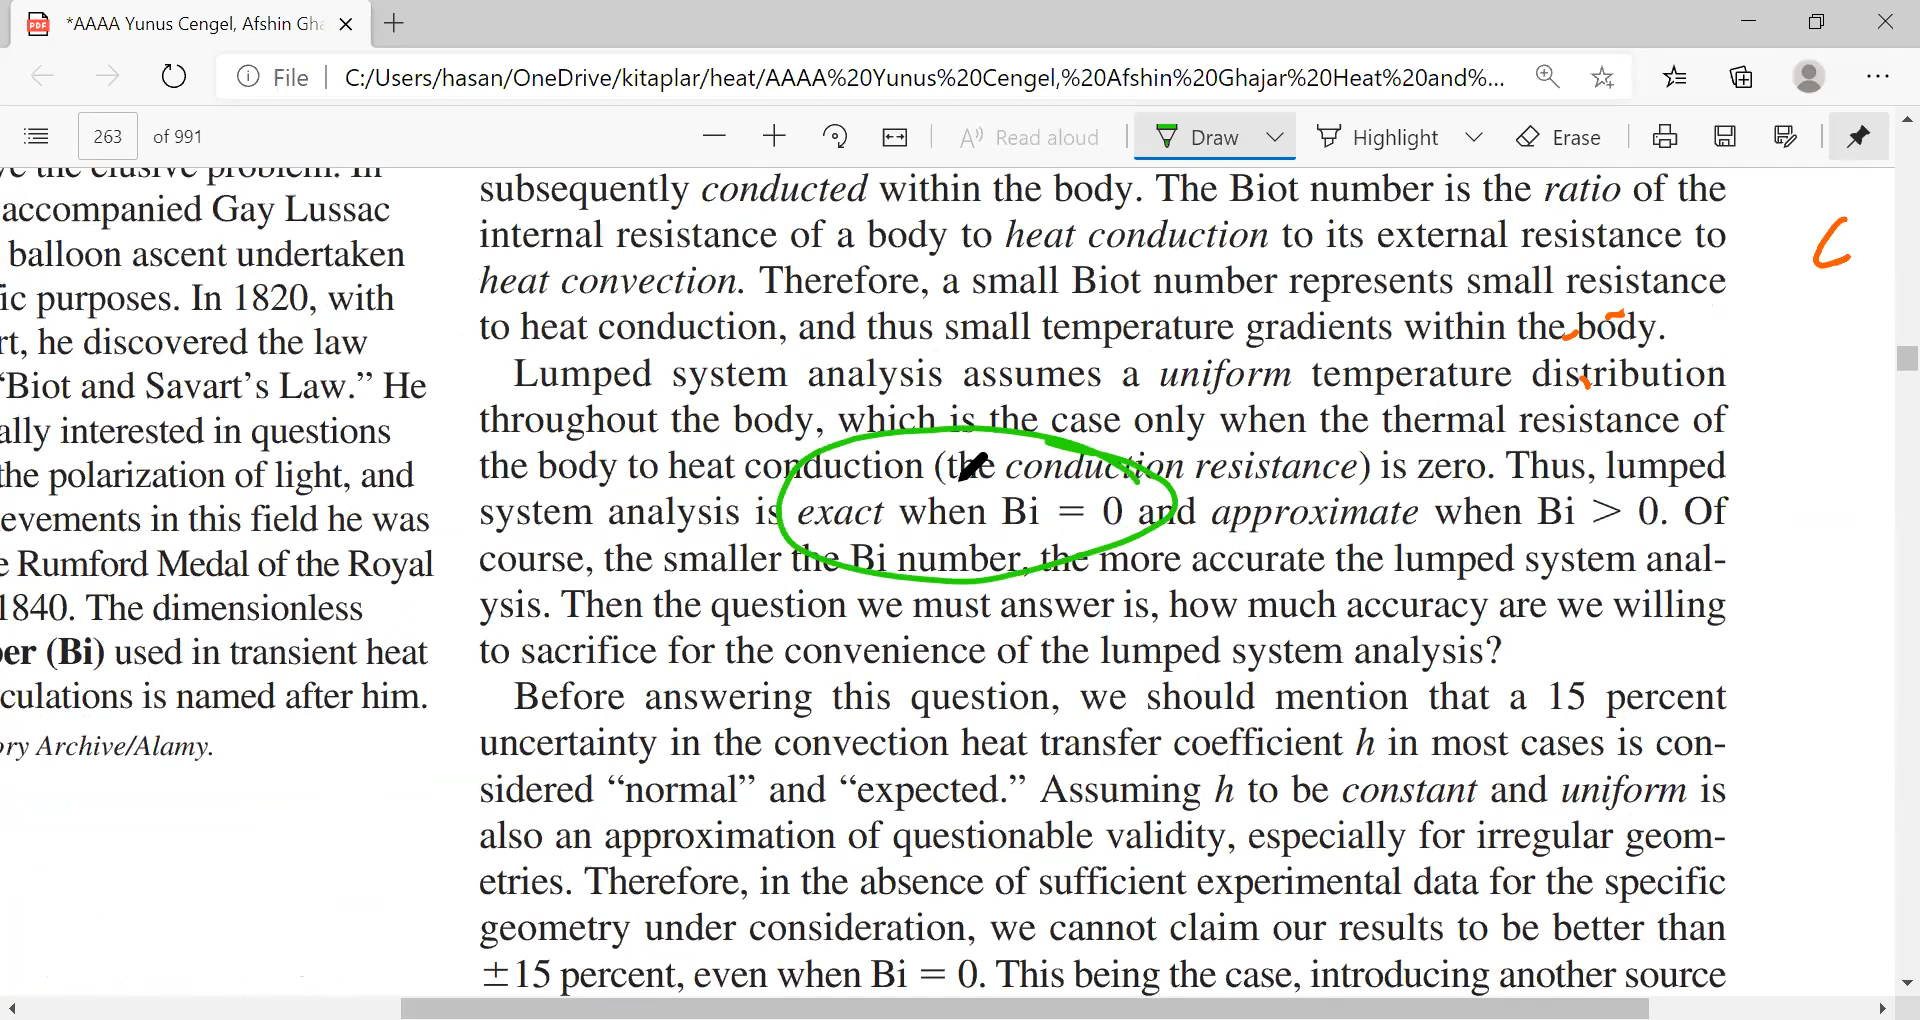 *AAAA Yunus Cengel, Afshin Gha
File | C:/Users/hasan/OneDrive/kitaplar/heat/AAAA%20Yunus%20Cengel,%20Afshin%20Ghajar%20Heat%20and%...
263 of 991 Read aloud Draw Highlight Erase
ve the elusive problem. In
accompanied Gay Lussac
balloon ascent undertaken
ic purposes. In 1820, with
rt, he discovered the law
“Biot and Savart’s Law.” He
ally interested in questions
the polarization of light, and
evements in this field he was
e Rumford Medal of the Royal
1840. The dimensionless
er (Bi) used in transient heat
culations is named after him.
ory Archive/Alamy.
subsequently conducted within the body. The Biot number is the ratio of the
internal resistance of a body to heat conduction to its external resistance to
heat convection. Therefore, a small Biot number represents small resistance
to heat conduction, and thus small temperature gradients within the body.
Lumped system analysis assumes a uniform temperature distribution
throughout the body, which is the case only when the thermal resistance of
the body to heat conduction (the conduction resistance) is zero. Thus, lumped
system analysis is exact when Bi = 0 and approximate when Bi > 0. Of
course, the smaller the Bi number, the more accurate the lumped system anal-
ysis. Then the question we must answer is, how much accuracy are we willing
to sacrifice for the convenience of the lumped system analysis?
Before answering this question, we should mention that a 15 percent
uncertainty in the convection heat transfer coefficient h in most cases is con-
sidered “normal” and “expected.” Assuming h to be constant and uniform is
also an approximation of questionable validity, especially for irregular geom-
etries. Therefore, in the absence of sufficient experimental data for the specific
geometry under consideration, we cannot claim our results to be better than
±15 percent, even when Bi = 0. This being the case, introducing another source